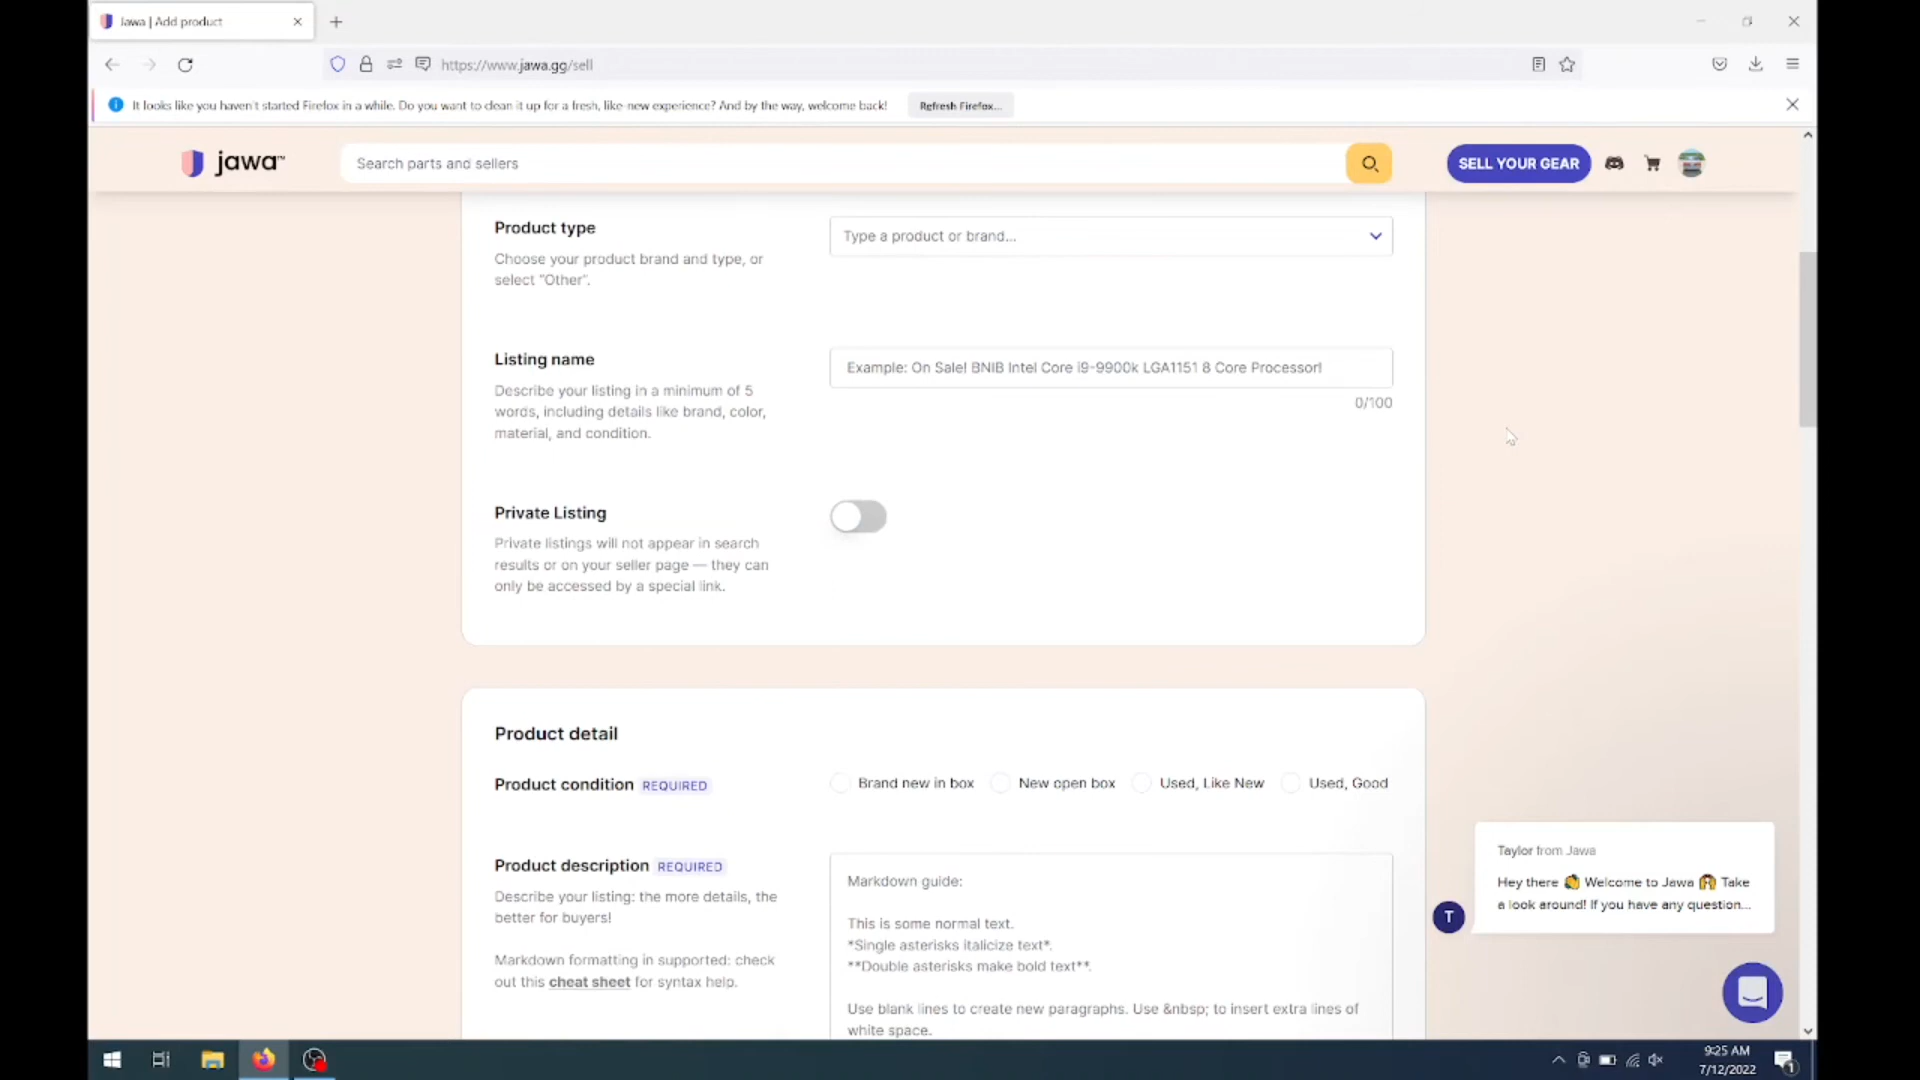 Jawa | Add product
https://www.jawa.gg/sell
It looks like you haven't started Firefox in a while. Do you want to clean it up for a fresh, like-new experience? And by the way, welcome back!
Refresh Firefox...
jawa™
Search parts and sellers
SELL YOUR GEAR
Product type
Type a product or brand...
Choose your product brand and type, or
select "Other".
Listing name
Example: On Sale! BNIB Intel Core i9-9900k LGA1151 8 Core Processor!
Describe your listing in a minimum of 5
words, including details like brand, color,
material, and condition.
0/100
Private Listing
Private listings will not appear in search
results or on your seller page — they can
only be accessed by a special link.
Product detail
Product condition REQUIRED
Brand new in box
New open box
Used, Like New
Used, Good
Product description REQUIRED
Describe your listing: the more details, the
better for buyers!
Markdown formatting in supported: check
out this cheat sheet for syntax help.
Markdown guide:
This is some normal text.
*Single asterisks italicize text*.
**Double asterisks make bold text**.
Use blank lines to create new paragraphs. Use &nbsp; to insert extra lines of
white space.
Taylor from Jawa
Hey there 👏 Welcome to Jawa 🙌 Take
a look around! If you have any question...
T
9:25 AM
7/12/2022
1